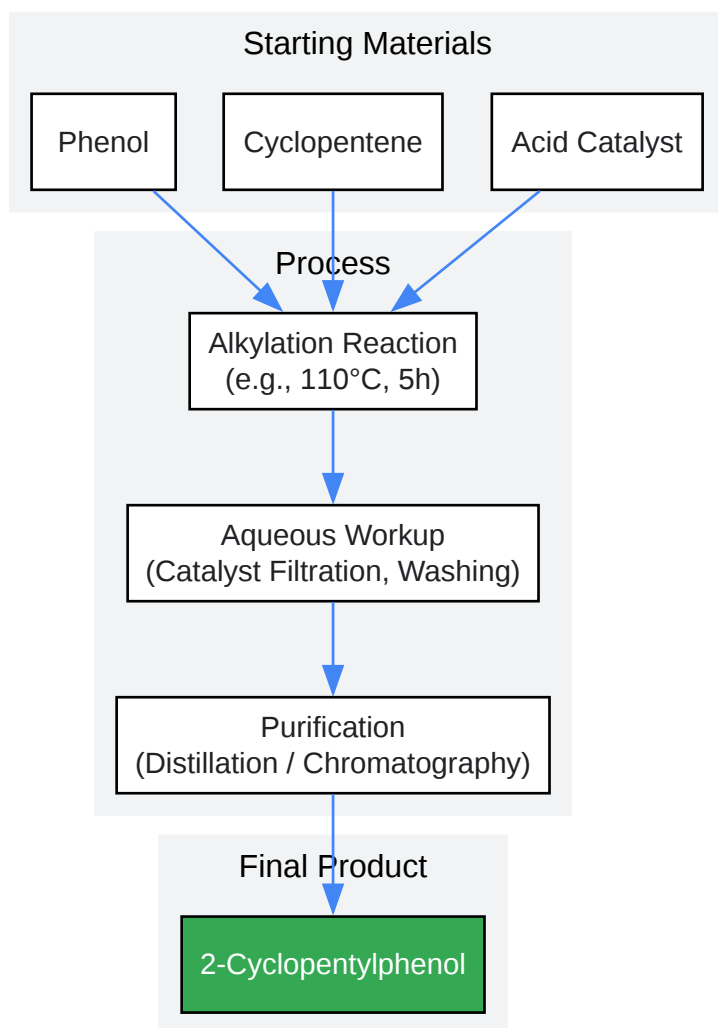 Starting Materials
Phenol
Cyclopentene
Acid Catalyst
Process
Alkylation Reaction
(e.g., 110°C, 5h)
Aqueous Workup
(Catalyst Filtration, Washing)
Purification
(Distillation / Chromatography)
Final Product
2-Cyclopentylphenol